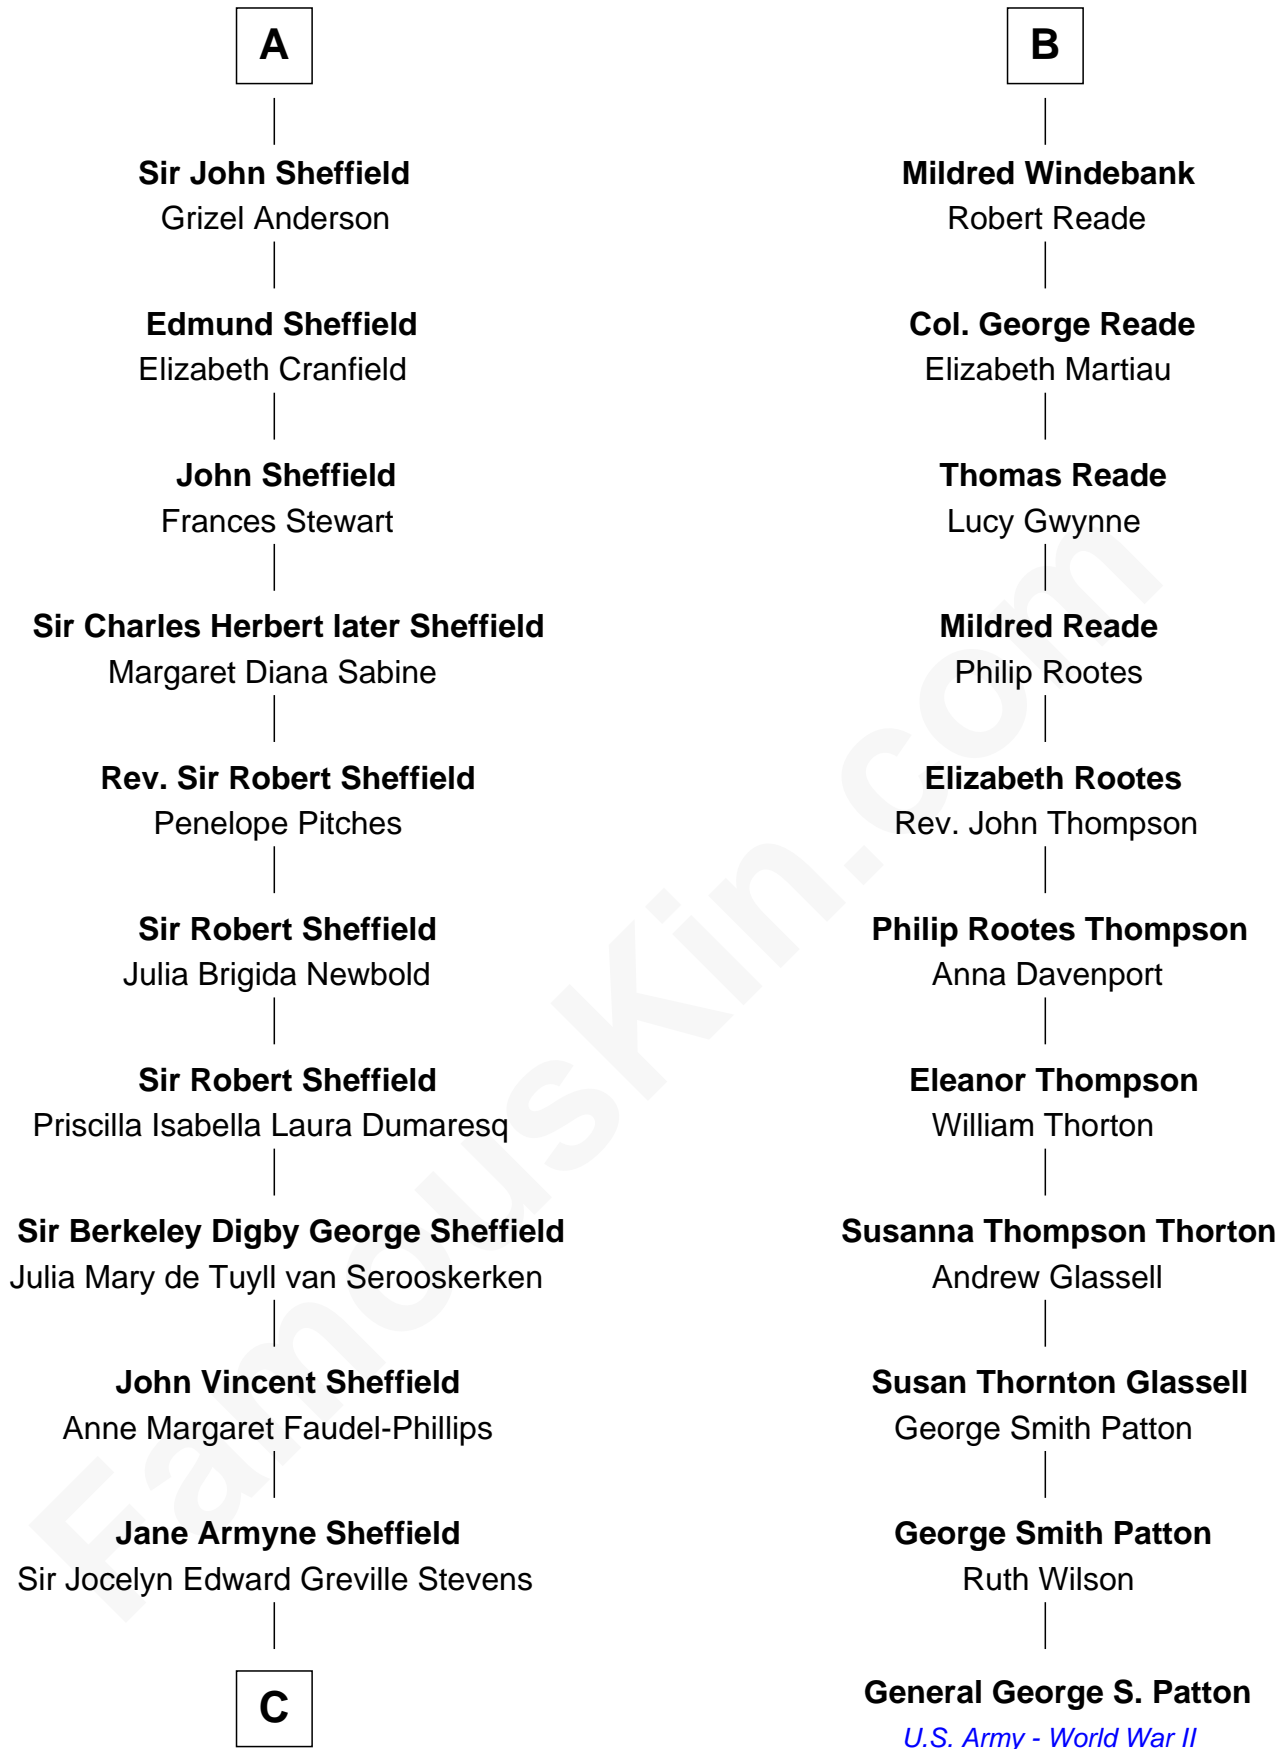 A
Sir John Sheffield
Grizel Anderson
Edmund Sheffield
Elizabeth Cranfield
John Sheffield
Frances Stewart
Sir Charles Herbert later Sheffield
Margaret Diana Sabine
Rev. Sir Robert Sheffield
Penelope Pitches
Sir Robert Sheffield
Julia Brigida Newbold
Sir Robert Sheffield
Priscilla Isabella Laura Dumaresq
Sir Berkeley Digby George Sheffield
Julia Mary de Tuyll van Serooskerken
John Vincent Sheffield
Anne Margaret Faudel-Phillips
Jane Armyne Sheffield
Sir Jocelyn Edward Greville Stevens
C
B
Mildred Windebank
Robert Reade
Col. George Reade
Elizabeth Martiau
Thomas Reade
Lucy Gwynne
Mildred Reade
Philip Rootes
Elizabeth Rootes
Rev. John Thompson
Philip Rootes Thompson
Anna Davenport
Eleanor Thompson
William Thorton
Susanna Thompson Thorton
Andrew Glassell
Susan Thornton Glassell
George Smith Patton
George Smith Patton
Ruth Wilson
General George S. Patton
U.S. Army - World War II
FamousKin.com